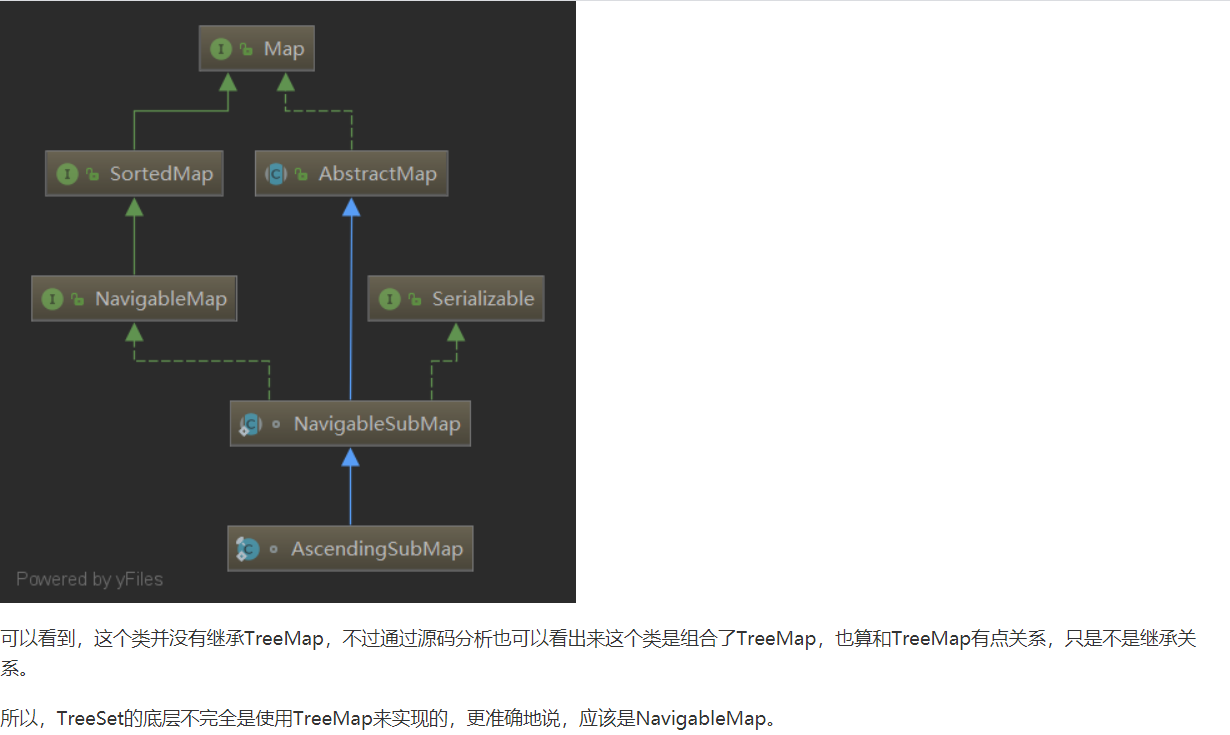 Map
SortedMap
AbstractMap
NavigableMap
Serializable
NavigableSubMap
AscendingSubMap
Powered by yFiles
可以看到，这个类并没有继承TreeMap，不过通过源码分析也可以看出来这个类是组合了TreeMap，也算和TreeMap有点关系，只是不是继承关
系。
所以，TreeSet的底层不完全是使用TreeMap来实现的，更准确地说，应该是NavigableMap。